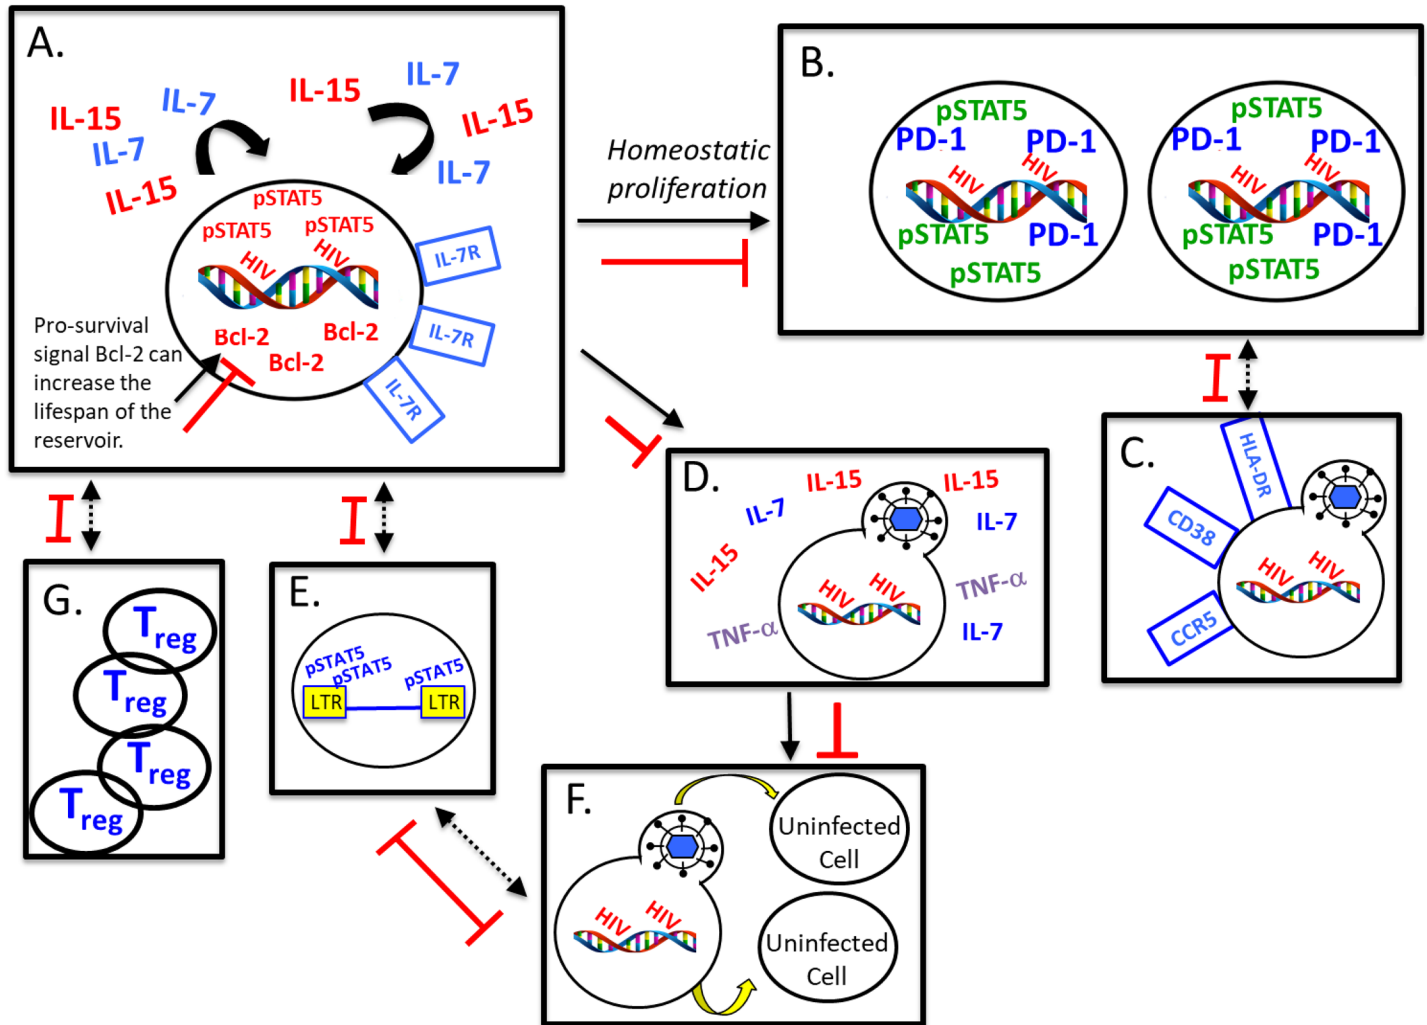 A.
IL-7
IL-15
IL-7
IL-15
IL-15
IL-7
IL-7
IL-15
pSTAT5
pSTAT5
pSTAT5
HIV
HIV
IL-7R
IL-7R
IL-7R
Bcl-2
Bcl-2
Bcl-2
Pro-survival
signal Bcl-2 can
increase the
lifespan of the
reservoir.
Homeostatic
proliferation
B.
pSTAT5
PD-1
PD-1
HIV
HIV
pSTAT5
PD-1
pSTAT5
pSTAT5
PD-1
PD-1
HIV
HIV
pSTAT5
PD-1
pSTAT5
C.
HLA-DR
CD38
CCR5
HIV
HIV
D.
IL-15
IL-15
IL-7
IL-7
IL-15
TNF-α
TNF-α
IL-7
HIV
HIV
E.
pSTAT5
pSTAT5
pSTAT5
LTR
LTR
F.
HIV
HIV
Uninfected
Cell
Uninfected
Cell
G.
Treg
Treg
Treg
Treg